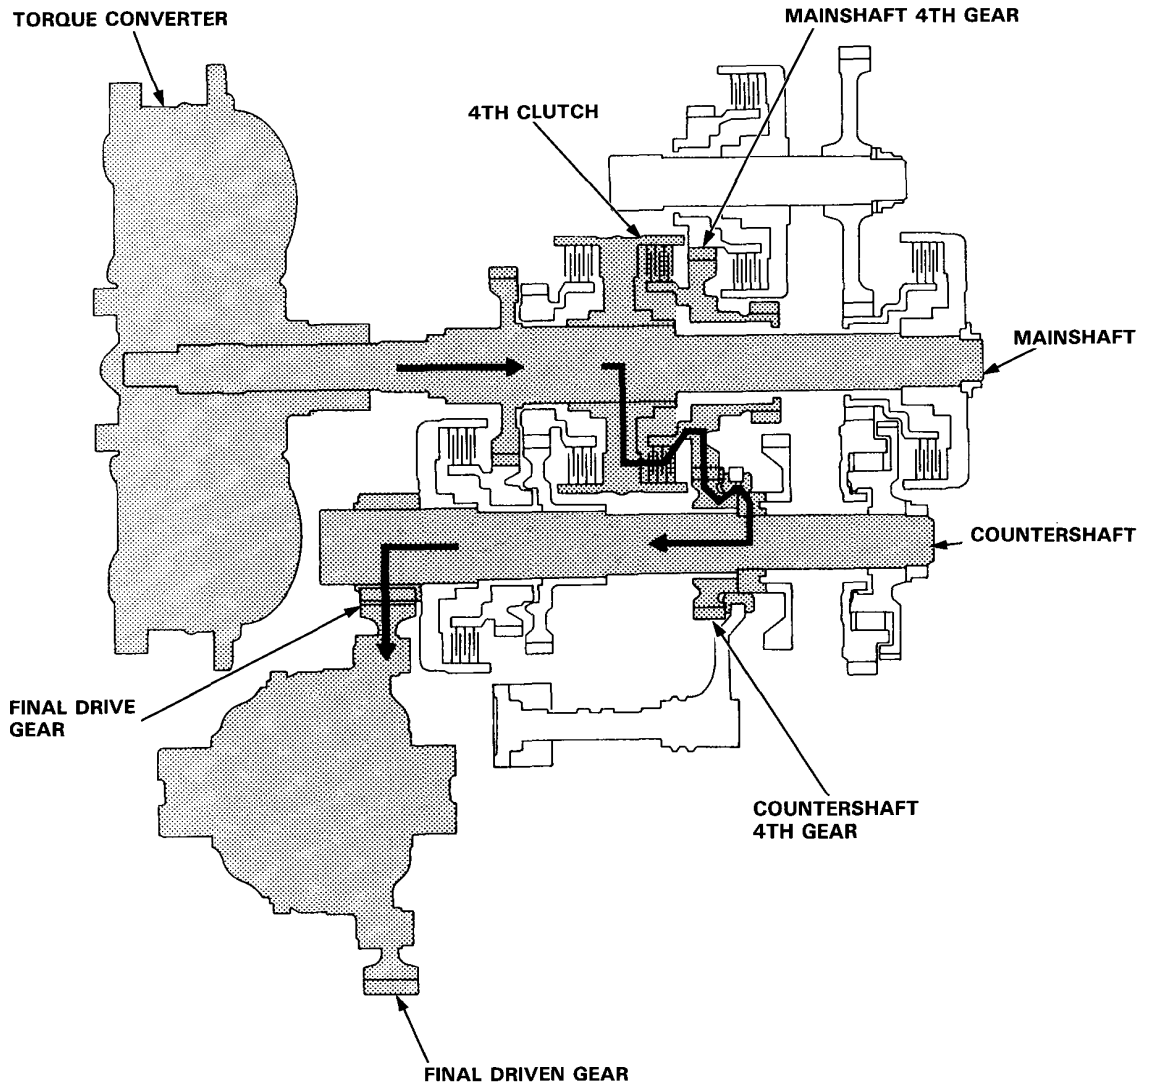 TORQUE CONVERTER
MAINSHAFT 4TH GEAR
4TH CLUTCH
MAINSHAFT
COUNTERSHAFT
FINAL DRIVE
GEAR
COUNTERSHAFT
4TH GEAR
FINAL DRIVEN GEAR